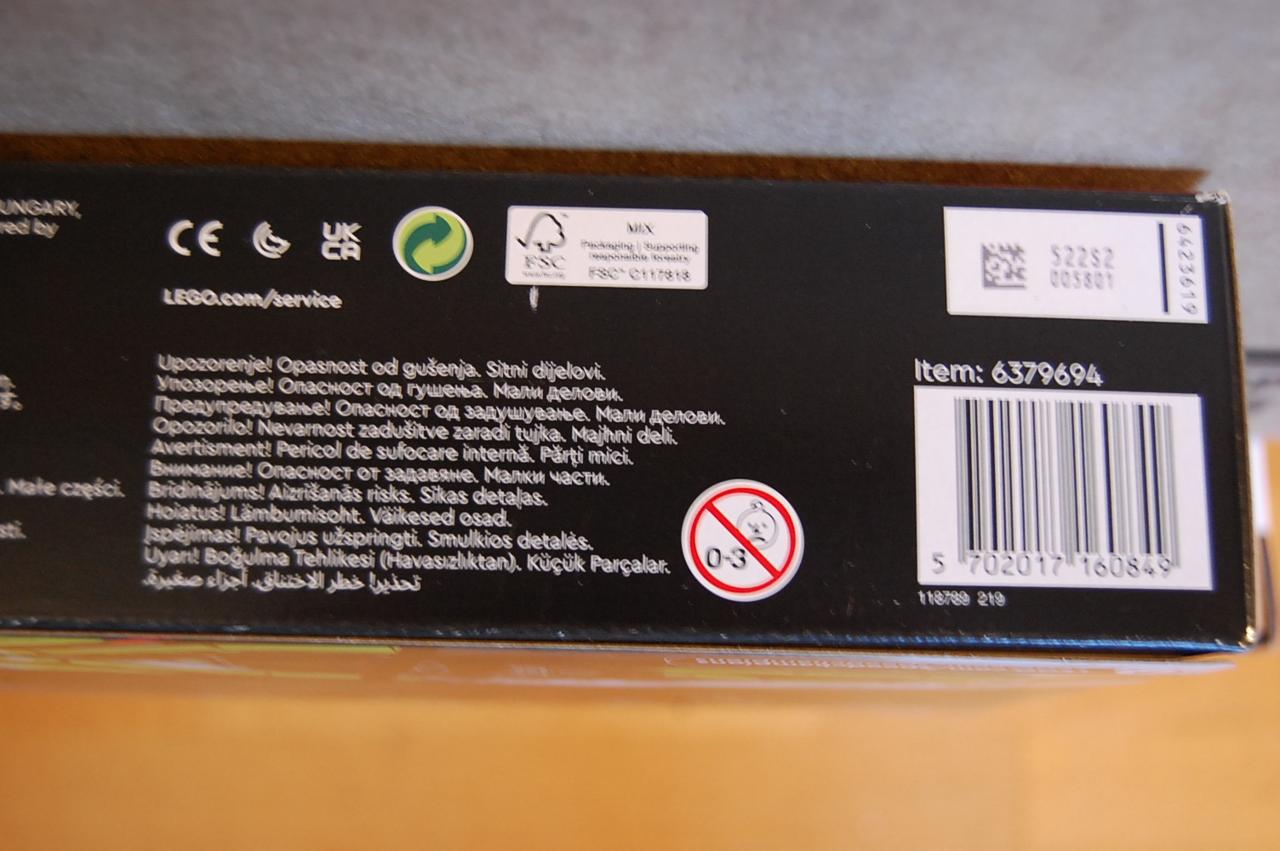 UNGARY,
red by
CE
UK
CA
LEGO.com/service
FSC
MIX
Packaging | Supporting
responsible forestry
FSC™ C117818
Upozorenje! Opasnost od gušenja. Sitni dijelovi.
Упозорење! Опасност од гушења. Мали делови.
Предупредување! Опасност од задушување. Мали делови.
Opozorilo! Nevarnost zadušitve zaradi tujka. Majhni deli.
Avertisment! Pericol de sufocare internă. Părți mici.
Внимание! Опасност от задавяне. Малки части.
Brīdinājums! Aizrīšanās risks. Sīkas detaļas.
Hoiatus! Lämbumisoht. Väikesed osad.
Įspėjimas! Pavojus užspringti. Smulkios detalės.
Uyarı! Boğulma Tehlikesi (Havasızlıktan). Küçük Parçalar.
تحذير! خطر الاختناق. أجزاء صغيرة.
. Małe części.
sti.
0-3
522S2
005801
6423619
Item: 6379694
5 702017 160849
118789 219